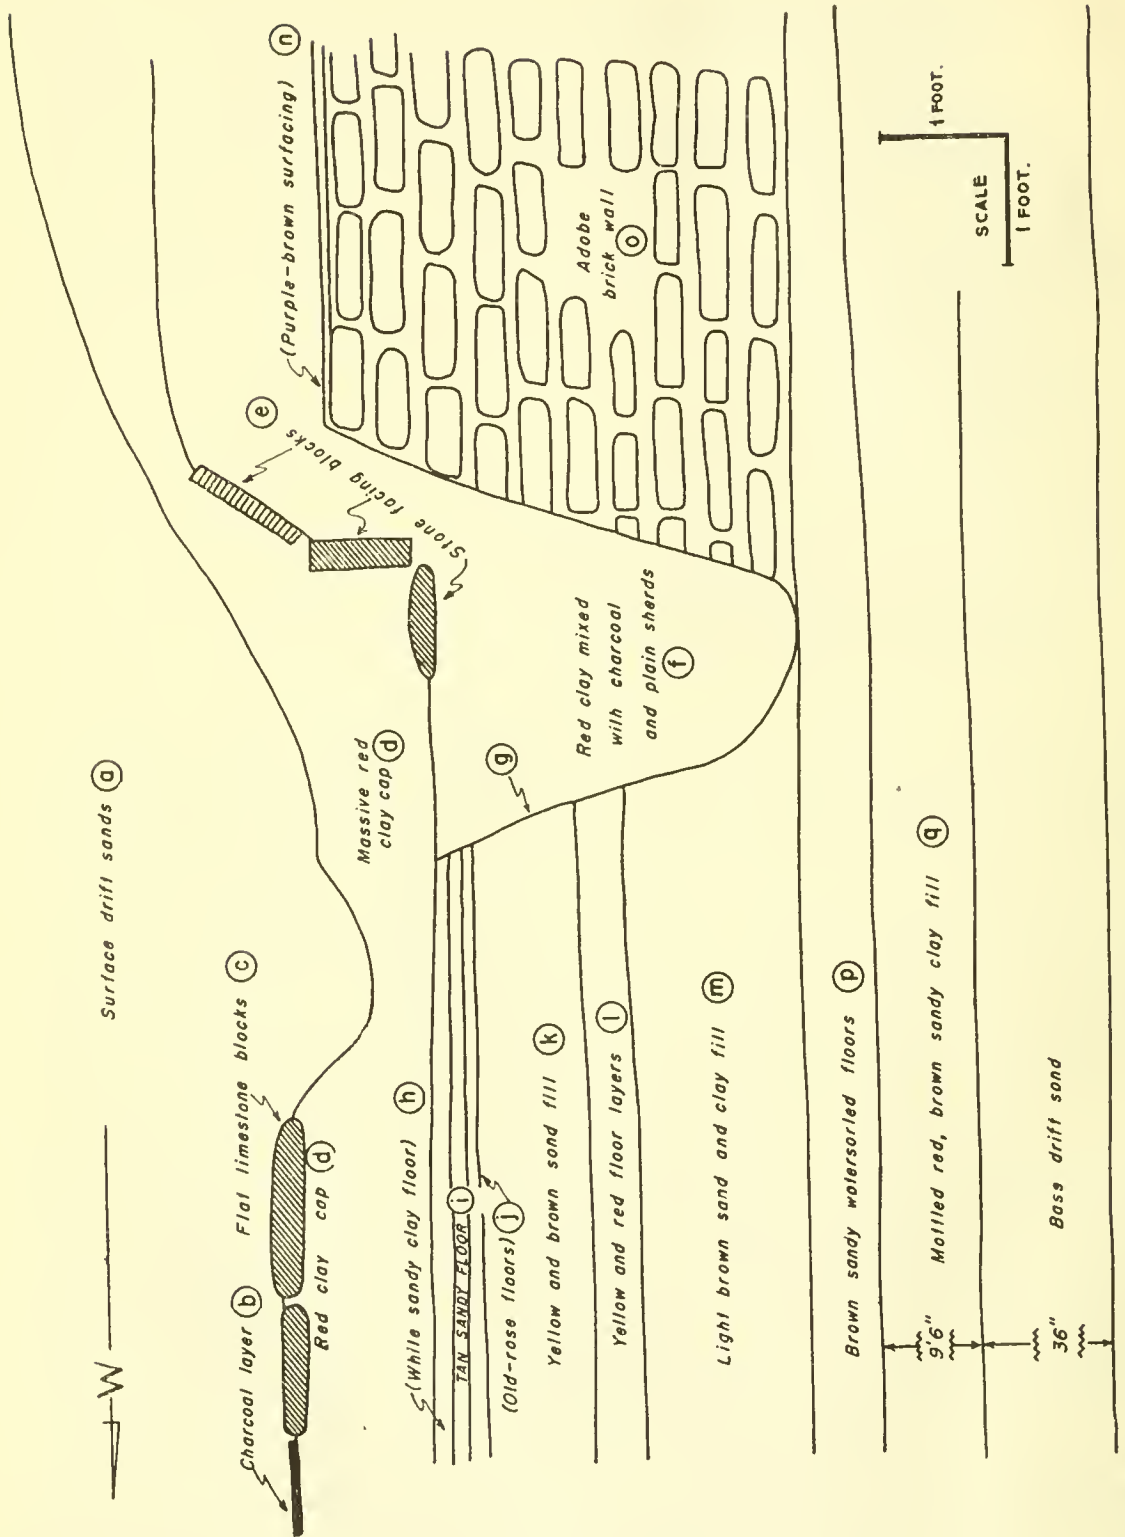 Surface drift sands (a)
W
Charcoal layer (b)
Flat limestone blocks (c)
Red clay cap (d)
Massive red
clay cap (d)
Stone facing blocks (e)
(Purple-brown surfacing) (n)
(White sandy clay floor) (h)
TAN SANDY FLOOR (i)
(Old-rose floors) (j)
(g)
Red clay mixed
with charcoal
and plain sherds
(f)
Adobe
brick wall
(o)
Yellow and brown sand fill (k)
Yellow and red floor layers (l)
Light brown sand and clay fill (m)
Brown sandy watersorted floors (p)
Mottled red, brown sandy clay fill (q)
9'6"
Base drift sand
36"
SCALE
1 FOOT.
1 FOOT.